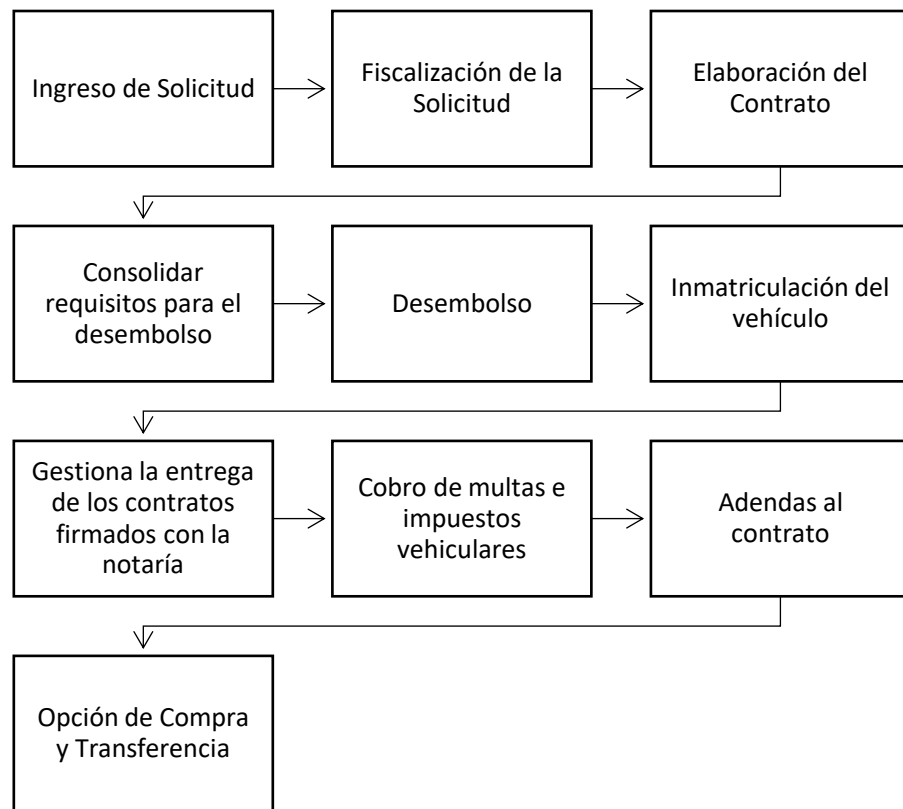 Ingreso de Solicitud
Fiscalización de la
Solicitud
Elaboración del
Contrato
Consolidar
requisitos para el
desembolso
Desembolso
Inmatriculación del
vehículo
Gestiona la entrega
de los contratos
firmados con la
notaría
Cobro de multas e
impuestos
vehiculares
Adendas al
contrato
Opción de Compra
y Transferencia